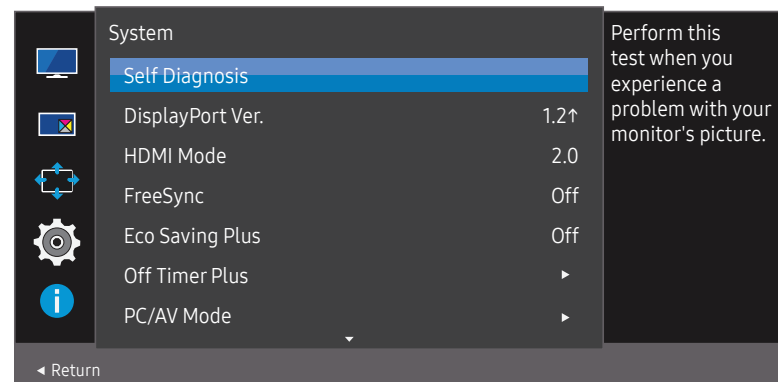 System
Self Diagnosis
DisplayPort Ver. 1.2↑
HDMI Mode 2.0
FreeSync Off
Eco Saving Plus Off
Off Timer Plus ▸
PC/AV Mode ▸
Perform this
test when you
experience a
problem with your
monitor's picture.
◂ Return